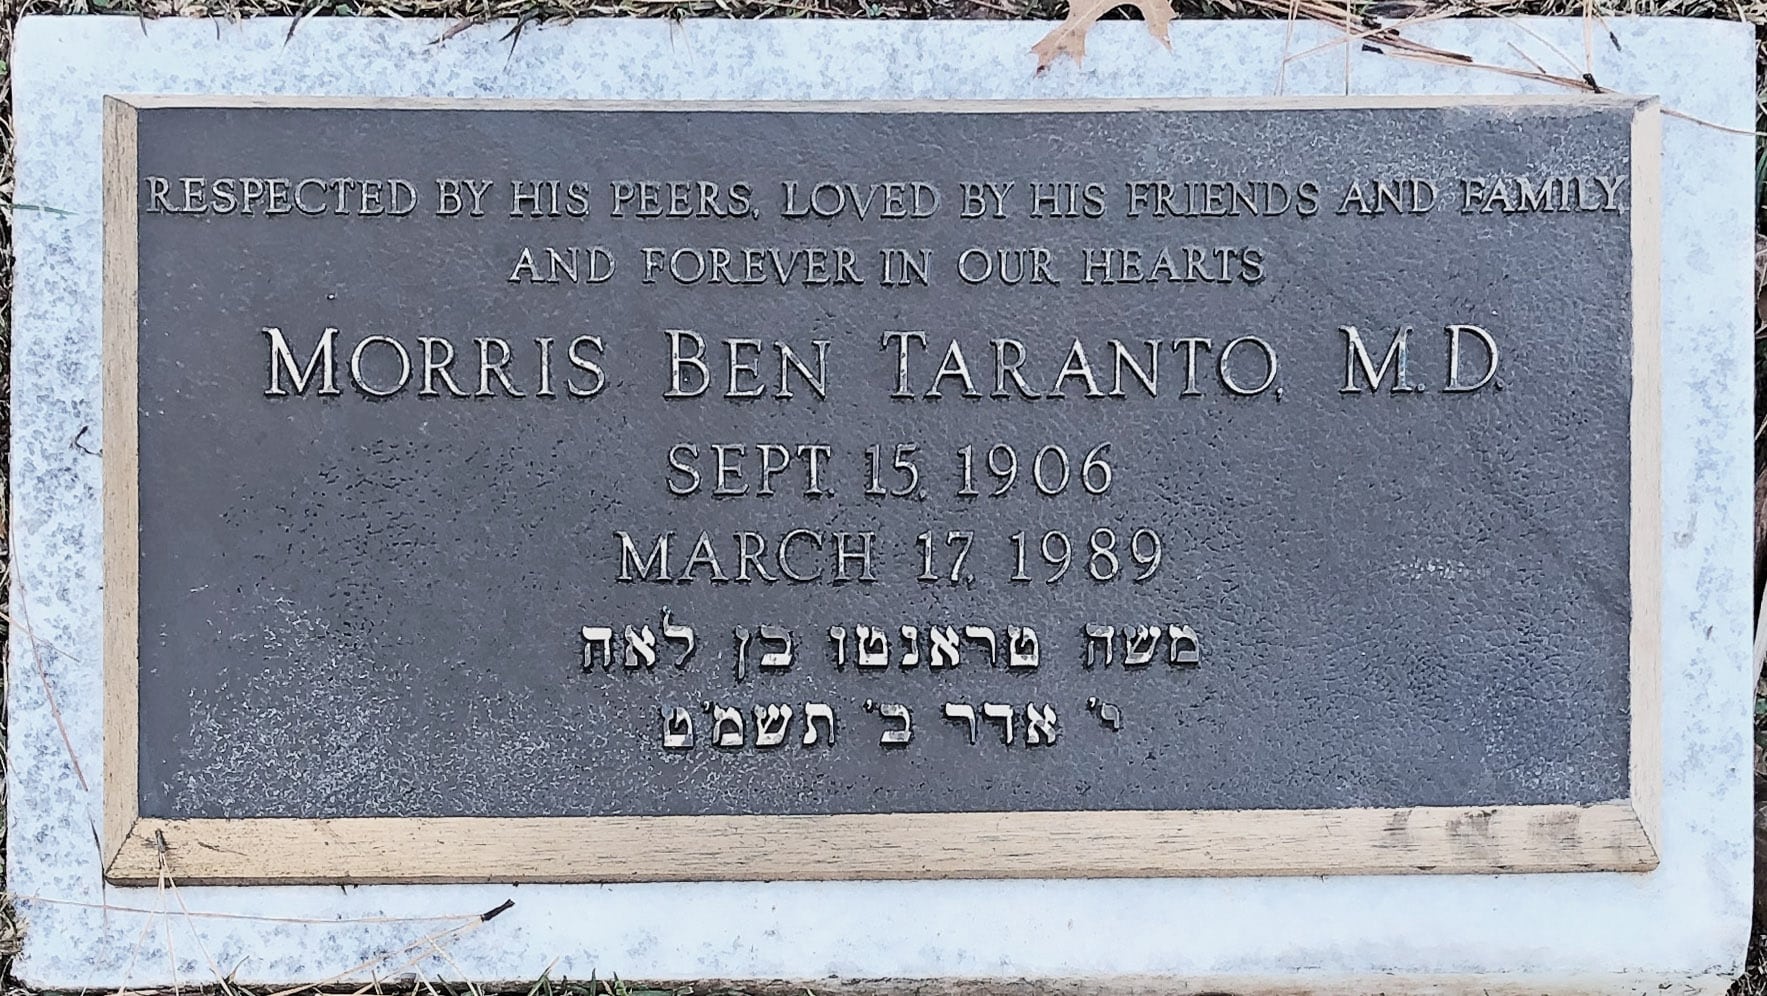 RESPECTED BY HIS PEERS, LOVED BY HIS FRIENDS AND FAMILY,
AND FOREVER IN OUR HEARTS
MORRIS BEN TARANTO, M.D.
SEPT. 15, 1906
MARCH 17, 1989
משה טראנטו בן לאה
י' אדר ב' תשמ'ט